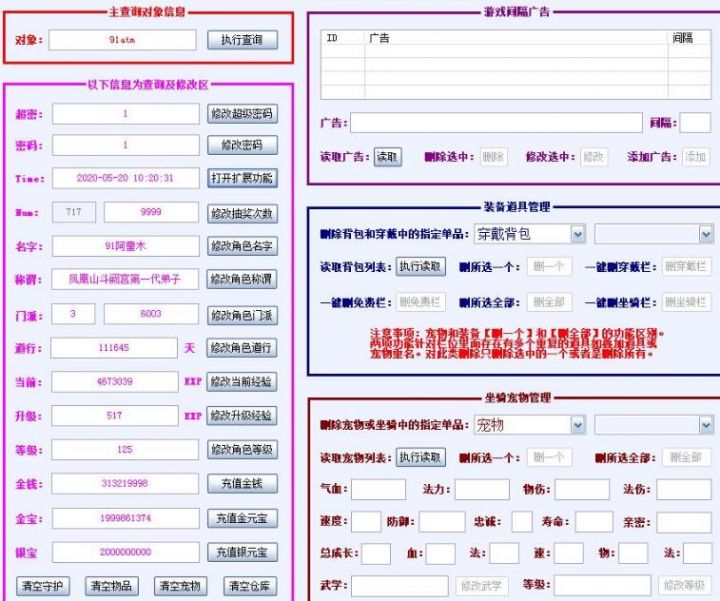 主查询对象信息
对象： 91atm 执行查询
以下信息为查询及修改区
超密： 1 修改超级密码
密码： 1 修改密码
Time： 2020-05-20 10:20:31 打开扩展功能
Num： 717 9999 修改抽奖次数
名字： 91阿童木 修改角色名字
称谓： 凤凰山斗阙宫第一代弟子 修改角色称谓
门派： 3 6003 修改角色门派
道行： 111645 天 修改角色道行
当前： 4673039 EXP 修改当前经验
升级： 517 EXP 修改升级经验
等级： 125 修改角色等级
金钱： 313219998 充值金钱
金宝： 1999861374 充值金元宝
银宝 2000000000 充值银元宝
清空守护 清空物品 清空宠物 清空仓库
游戏间隔广告
ID 广告 间隔
广告： 间隔：
读取广告： 读取 删除选中： 删除 修改选中： 修改 添加广告： 添加
装备道具管理
删除背包和穿戴中的指定单品： 穿戴背包
读取背包列表： 执行读取 删所选一个： 删一个 一键删穿戴栏： 删穿戴栏
一键删免费栏： 删免费栏 删所选全部： 删全部 一键删坐骑栏： 删坐骑栏
注意事项：宠物和装备【删一个】和【删全部】的功能区别。
两项功能针对栏位里面存在有多个重复的道具如叠加道具或
宠物重名。对此类删除只删除选中的一个或者是删除所有。
坐骑宠物管理
删除宠物或坐骑中的指定单品： 宠物
读取宠物列表： 执行读取 删所选一个： 删一个 删所选全部： 删全部
气血： 法力： 物伤： 法伤：
速度： 防御： 忠诚： 寿命： 亲密：
总成长： 血： 法： 速： 物： 法：
武学： 修改武学 等级： 修改等级